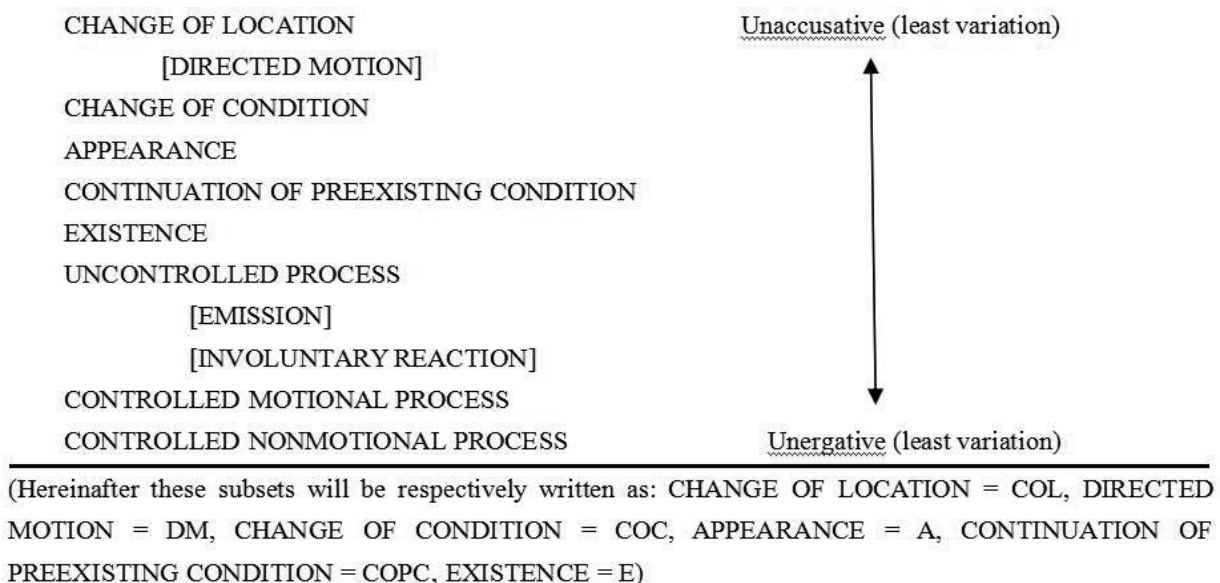 CHANGE OF LOCATION Unaccusative (least variation)
[DIRECTED MOTION]
CHANGE OF CONDITION
APPEARANCE
CONTINUATION OF PREEXISTING CONDITION
EXISTENCE
UNCONTROLLED PROCESS
[EMISSION]
[INVOLUNTARY REACTION]
CONTROLLED MOTIONAL PROCESS
CONTROLLED NONMOTIONAL PROCESS Unergative (least variation)
(Hereinafter these subsets will be respectively written as: CHANGE OF LOCATION = COL, DIRECTED
MOTION = DM, CHANGE OF CONDITION = COC, APPEARANCE = A, CONTINUATION OF
PREEXISTING CONDITION = COPC, EXISTENCE = E)